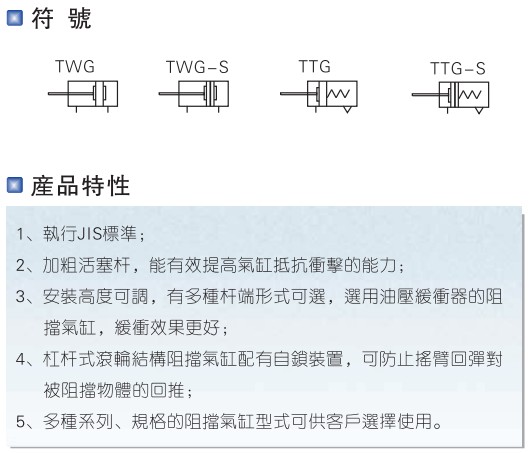 符 號
TWG TWG-S TTG TTG-S
産品特性
1、執行JIS標準；
2、加粗活塞杆，能有效提高氣缸抵抗衝擊的能力；
3、安裝高度可調，有多種杆端形式可選，選用油壓緩衝器的阻
擋氣缸，緩衝效果更好；
4、杠杆式滾輪結構阻擋氣缸配有自鎖裝置，可防止搖臂回彈對
被阻擋物體的回推；
5、多種系列、規格的阻擋氣缸型式可供客戶選擇使用。